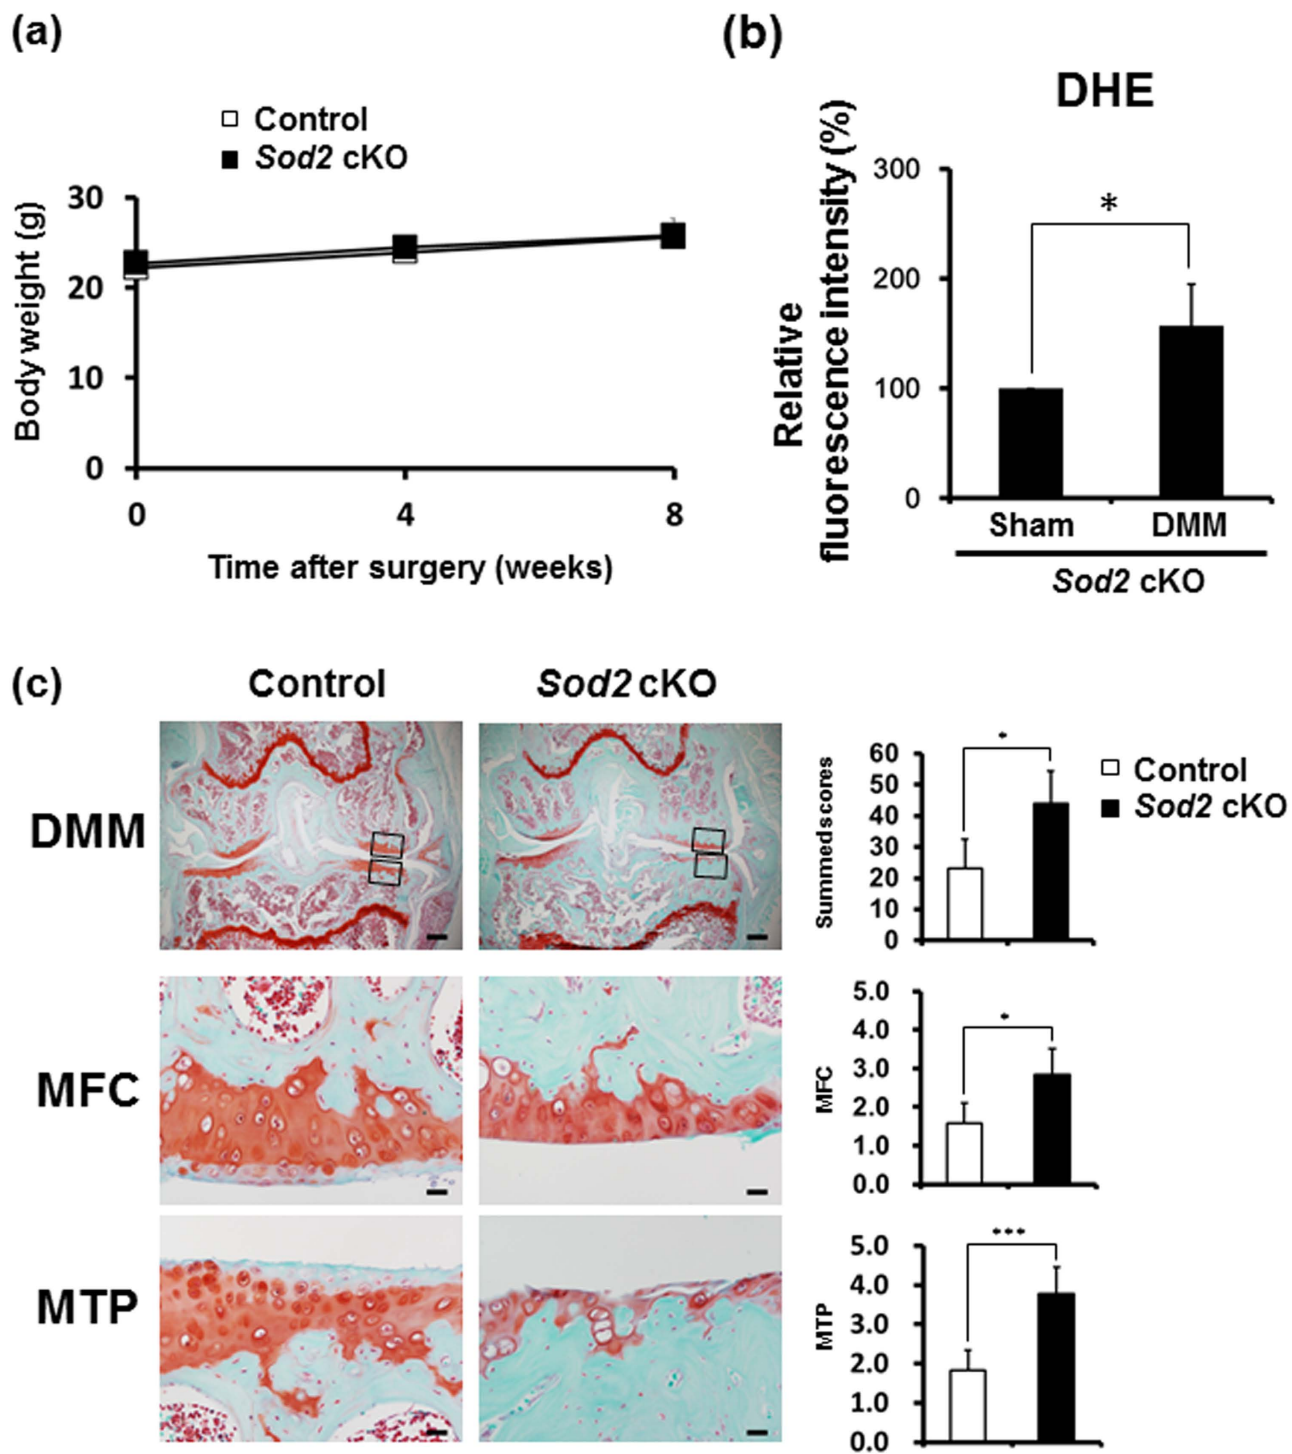 (a)
Control
Sod2 cKO
Body weight (g)
30
20
10
0
0
4
8
Time after surgery (weeks)
(b)
DHE
Relative
fluorescence intensity (%)
300
200
100
0
*
Sham
DMM
Sod2 cKO
(c)
Control
Sod2 cKO
DMM
MFC
MTP
Summed scores
60
50
40
30
20
10
0
*
Control
Sod2 cKO
MFC
5.0
4.0
3.0
2.0
1.0
0.0
*
MTP
5.0
4.0
3.0
2.0
1.0
0.0
***